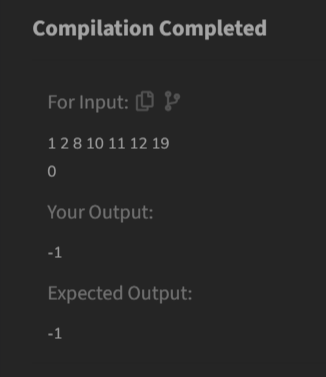 Compilation Completed
For Input:
1 2 8 10 11 12 19
0
Your Output:
-1
Expected Output:
-1